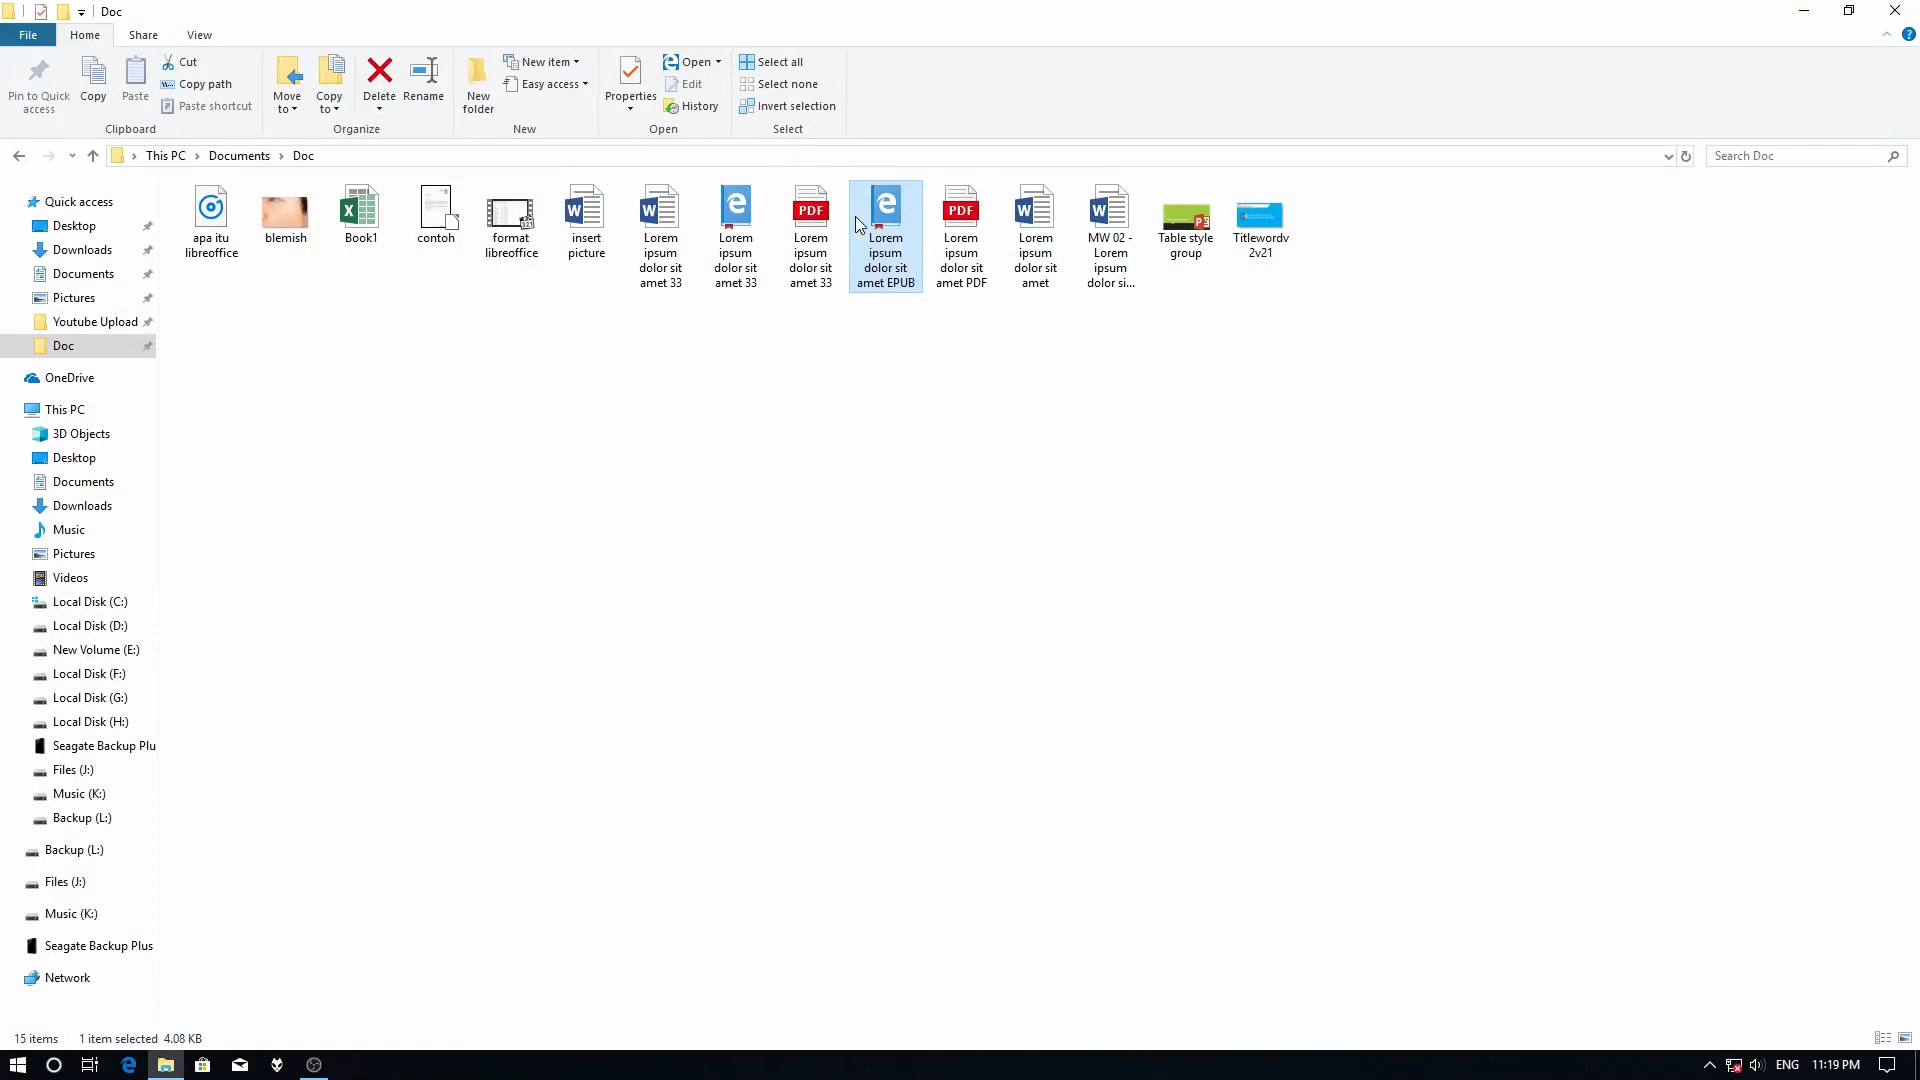 Doc
File Home Share View
Pin to Quick access
Copy
Paste
Cut
Copy path
Paste shortcut
Clipboard
Move to
Copy to
Delete
Rename
Organize
New folder
New item
Easy access
New
Properties
Open
Edit
History
Open
Select all
Select none
Invert selection
Select
This PC Documents Doc
Search Doc
Quick access
Desktop
Downloads
Documents
Pictures
Youtube Upload
Doc
OneDrive
This PC
3D Objects
Desktop
Documents
Downloads
Music
Pictures
Videos
Local Disk (C:)
Local Disk (D:)
New Volume (E:)
Local Disk (F:)
Local Disk (G:)
Local Disk (H:)
Seagate Backup Plu
Files (J:)
Music (K:)
Backup (L:)
Backup (L:)
Files (J:)
Music (K:)
Seagate Backup Plus
Network
apa itu
libreoffice
blemish
Book1
contoh
321
format
libreoffice
insert
picture
Lorem
ipsum
dolor sit
amet 33
Lorem
ipsum
dolor sit
amet 33
PDF
Lorem
ipsum
dolor sit
amet 33
Lorem
ipsum
dolor sit
amet EPUB
PDF
Lorem
ipsum
dolor sit
amet PDF
Lorem
ipsum
dolor sit
amet
MW 02 -
Lorem
ipsum
dolor si...
Table style
group
Titlewordv
2v21
15 items 1 item selected 4.08 KB
ENG 11:19 PM